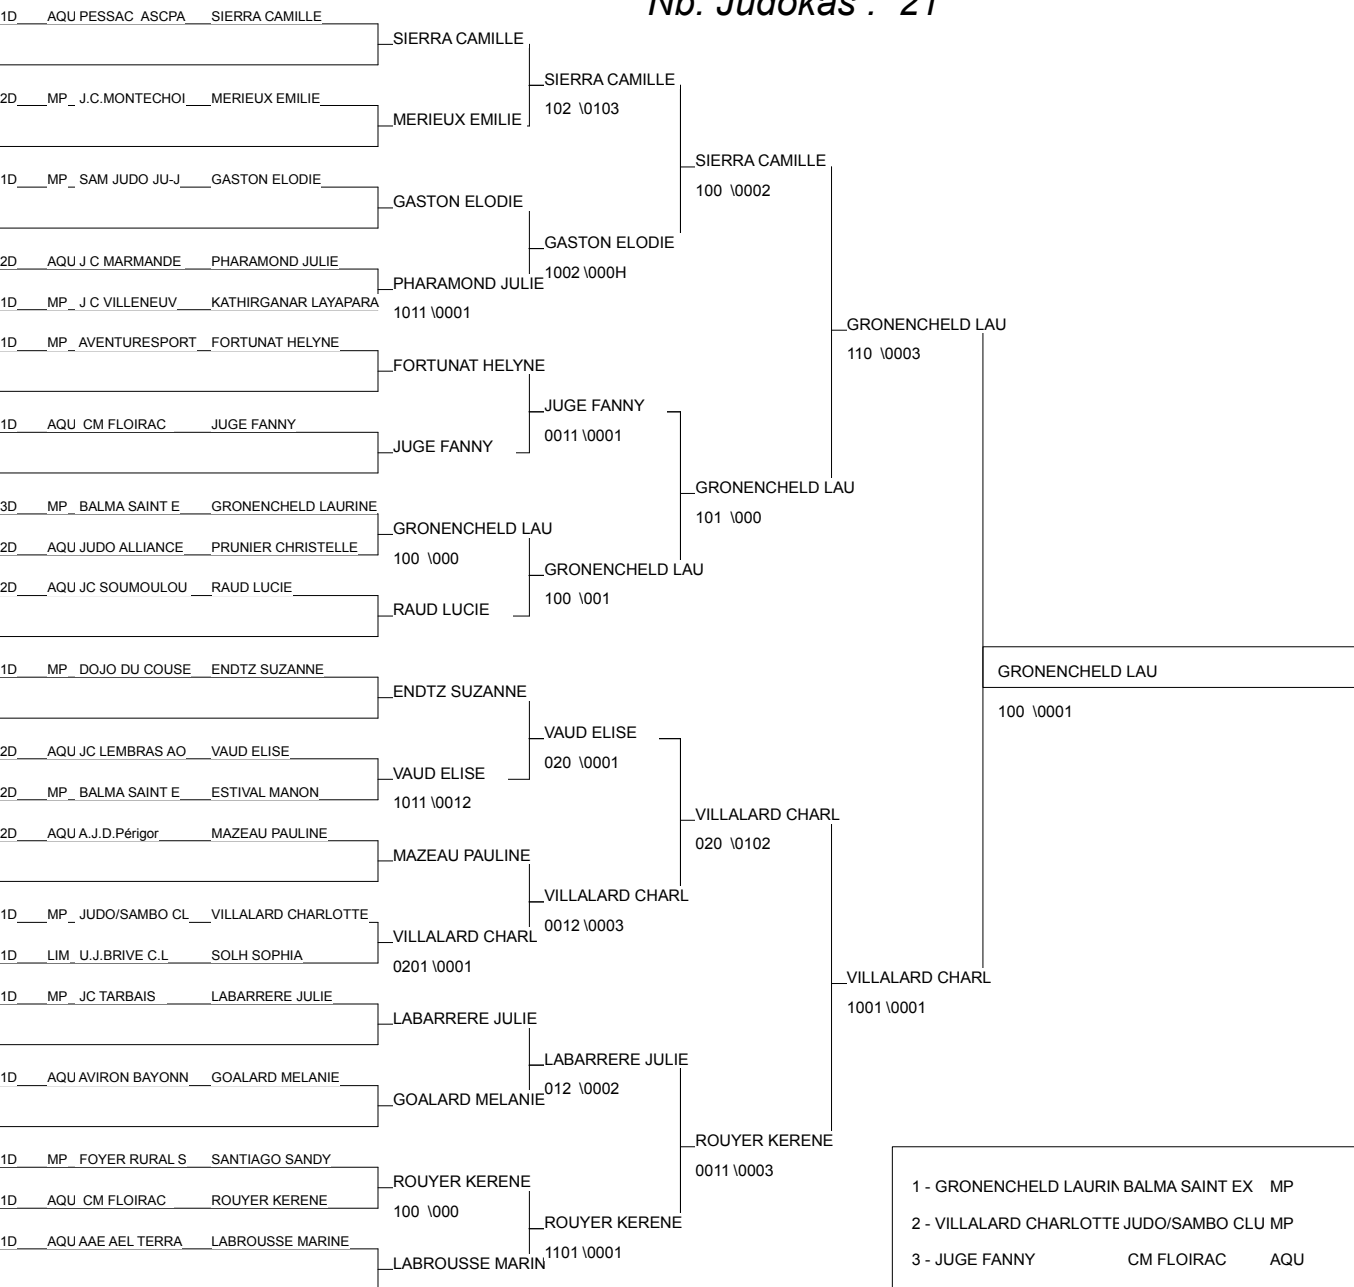 Nb. Judokas : 21
1D AQU PESSAC ASCPA SIERRA CAMILLE
SIERRA CAMILLE
SIERRA CAMILLE
102 \0103
2D MP_ J.C.MONTECHOI MERIEUX EMILIE
MERIEUX EMILIE
SIERRA CAMILLE
100 \0002
1D MP_ SAM JUDO JU-J GASTON ELODIE
GASTON ELODIE
GASTON ELODIE
1002 \000H
2D AQU J C MARMANDE PHARAMOND JULIE
PHARAMOND JULIE
1D MP_ J C VILLENEUV KATHIRGANAR LAYAPARA
1011 \0001
GRONENCHELD LAU
110 \0003
1D MP_ AVENTURESPORT FORTUNAT HELYNE
FORTUNAT HELYNE
JUGE FANNY
0011 \0001
1D AQU CM FLOIRAC JUGE FANNY
JUGE FANNY
GRONENCHELD LAU
101 \000
3D MP_ BALMA SAINT E GRONENCHELD LAURINE
GRONENCHELD LAU
2D AQU JUDO ALLIANCE PRUNIER CHRISTELLE
100 \000
GRONENCHELD LAU
100 \001
2D AQU JC SOUMOULOU RAUD LUCIE
RAUD LUCIE
GRONENCHELD LAU
100 \0001
1D MP_ DOJO DU COUSE ENDTZ SUZANNE
ENDTZ SUZANNE
VAUD ELISE
020 \0001
2D AQU JC LEMBRAS AO VAUD ELISE
VAUD ELISE
2D MP_ BALMA SAINT E ESTIVAL MANON
1011 \0012
VILLALARD CHARL
020 \0102
2D AQU A.J.D.Périgor MAZEAU PAULINE
MAZEAU PAULINE
VILLALARD CHARL
0012 \0003
1D MP_ JUDO/SAMBO CL VILLALARD CHARLOTTE
VILLALARD CHARL
1D LIM_ U.J.BRIVE C.L SOLH SOPHIA
0201 \0001
VILLALARD CHARL
1001 \0001
1D MP_ JC TARBAIS LABARRERE JULIE
LABARRERE JULIE
LABARRERE JULIE
012 \0002
1D AQU AVIRON BAYONN GOALARD MELANIE
GOALARD MELANIE
ROUYER KERENE
0011 \0003
1D MP_ FOYER RURAL S SANTIAGO SANDY
ROUYER KERENE
1D AQU CM FLOIRAC ROUYER KERENE
100 \000
ROUYER KERENE
1101 \0001
1D AQU AAE AEL TERRA LABROUSSE MARINE
LABROUSSE MARIN
1 - GRONENCHELD LAURIN BALMA SAINT EX MP
2 - VILLALARD CHARLOTTE JUDO/SAMBO CLU MP
3 - JUGE FANNY CM FLOIRAC AQU